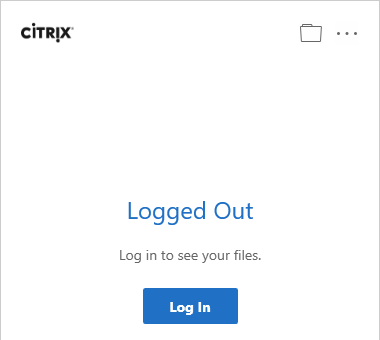 CITRIX
Logged Out
Log in to see your files.
Log In